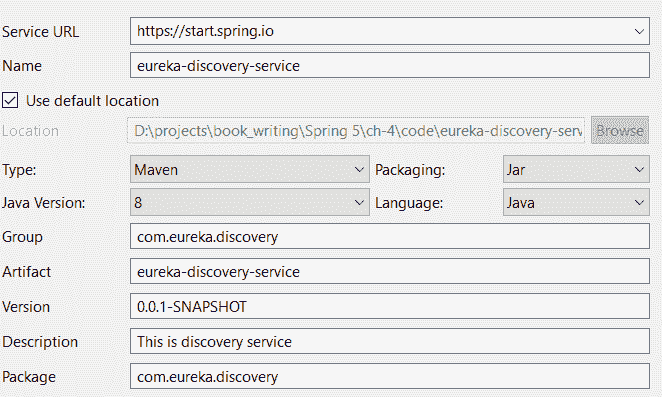 Service URL https://start.spring.io
Name eureka-discovery-service
Use default location
Location D:\projects\book_writing\Spring 5\ch-4\code\eureka-discovery-serv Browse
Type: Maven Packaging: Jar
Java Version: 8 Language: Java
Group com.eureka.discovery
Artifact eureka-discovery-service
Version 0.0.1-SNAPSHOT
Description This is discovery service
Package com.eureka.discovery